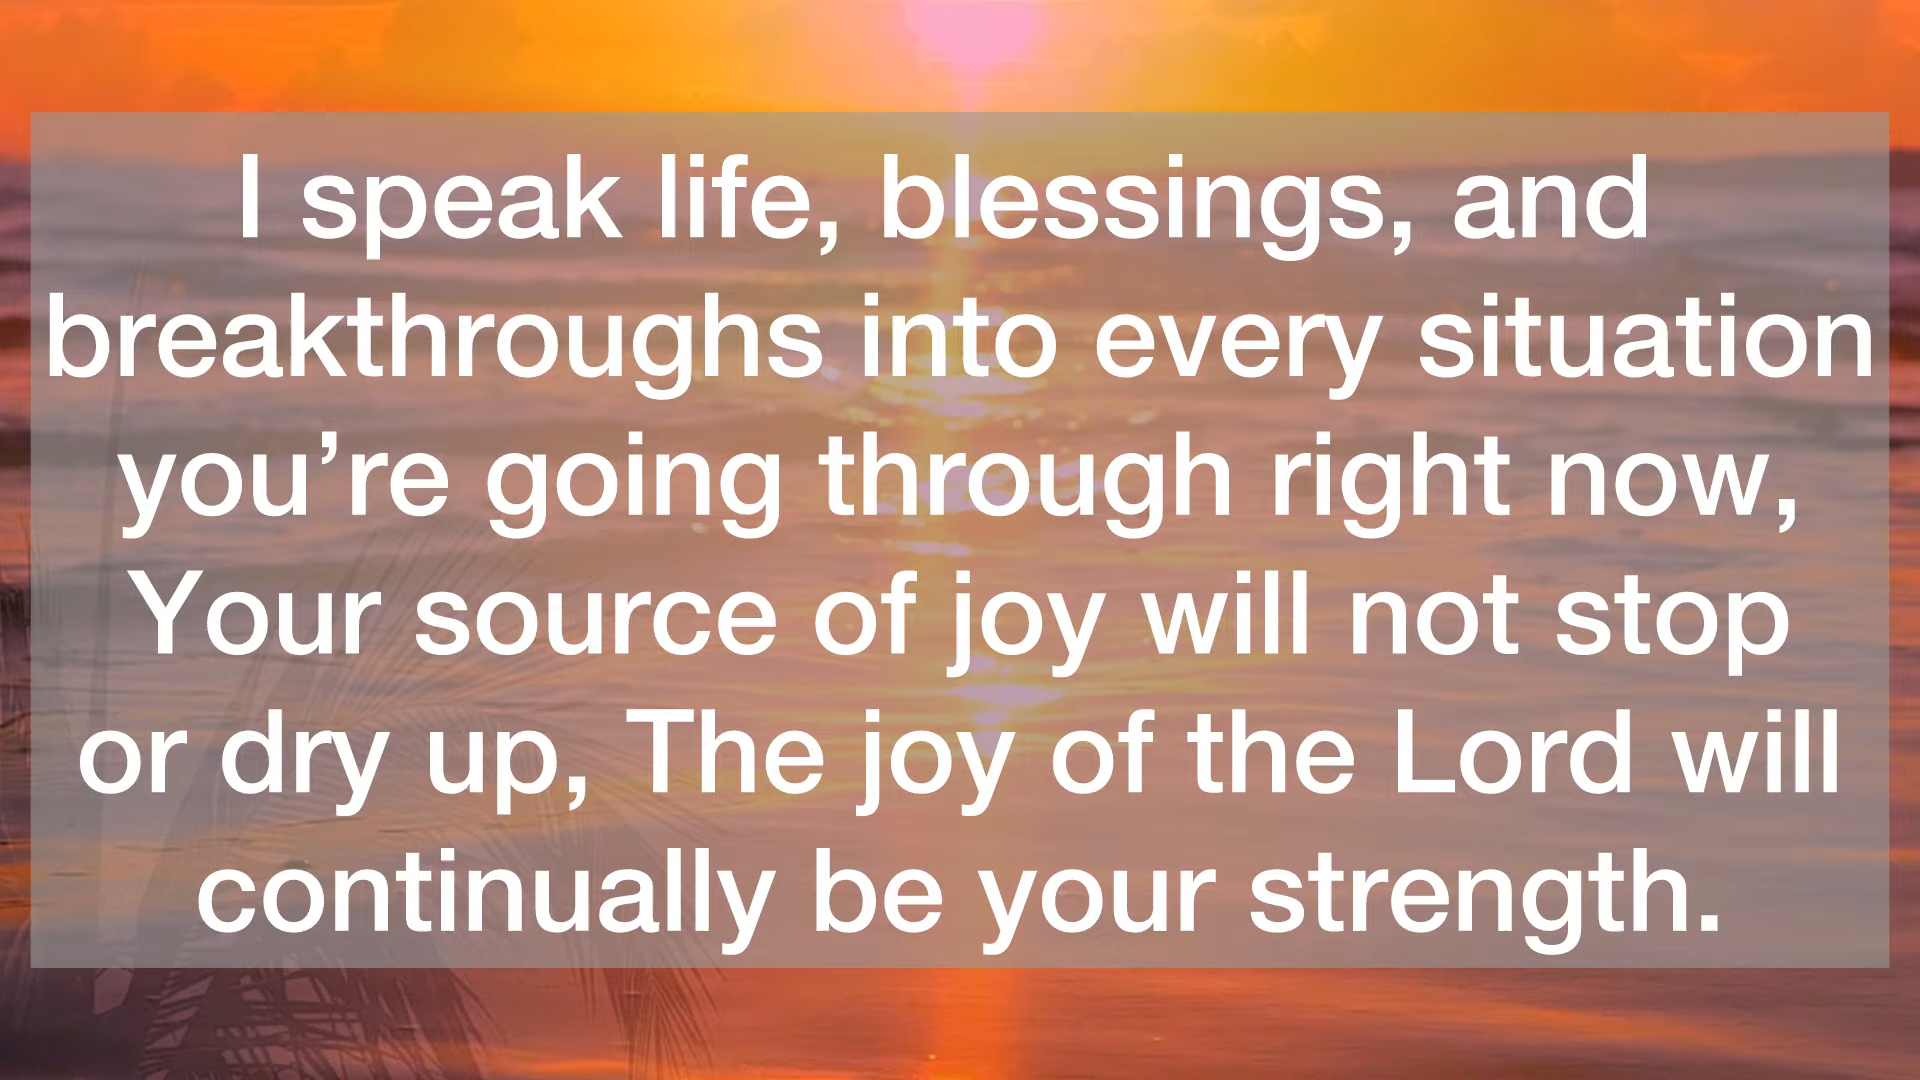 I speak life, blessings, and
breakthroughs into every situation
you’re going through right now,
Your source of joy will not stop
or dry up, The joy of the Lord will
continually be your strength.